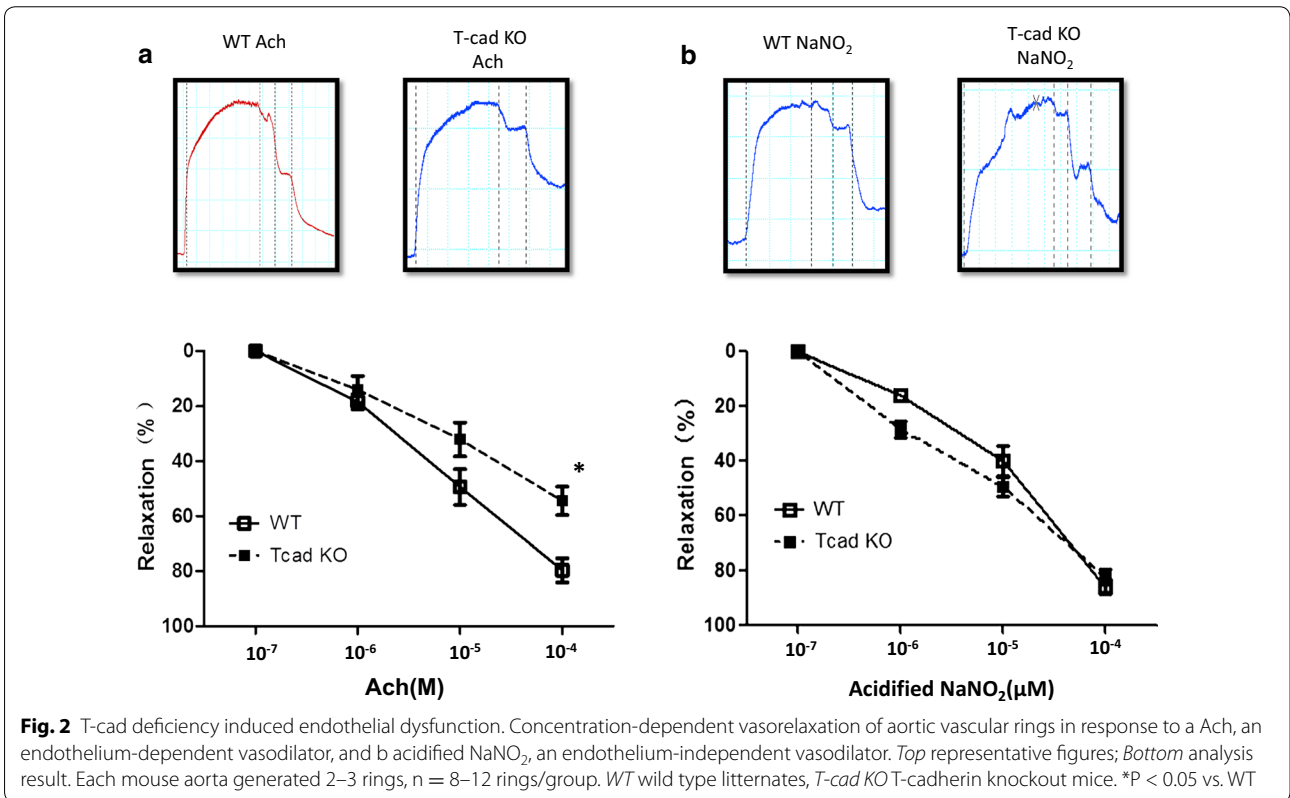 a
WT Ach
T-cad KO
Ach
b
WT NaNO₂
T-cad KO
NaNO₂
0
20
40
60
80
100
Relaxation (%)
*
WT
Tcad KO
10⁻⁷ 10⁻⁶ 10⁻⁵ 10⁻⁴
Ach(M)
0
20
40
60
80
100
Relaxation (%)
WT
Tcad KO
10⁻⁷ 10⁻⁶ 10⁻⁵ 10⁻⁴
Acidified NaNO₂(µM)
Fig. 2 T-cad deficiency induced endothelial dysfunction. Concentration-dependent vasorelaxation of aortic vascular rings in response to a Ach, an
endothelium-dependent vasodilator, and b acidified NaNO₂, an endothelium-independent vasodilator. Top representative figures; Bottom analysis
result. Each mouse aorta generated 2–3 rings, n = 8–12 rings/group. WT wild type litternates, T-cad KO T-cadherin knockout mice. *P < 0.05 vs. WT